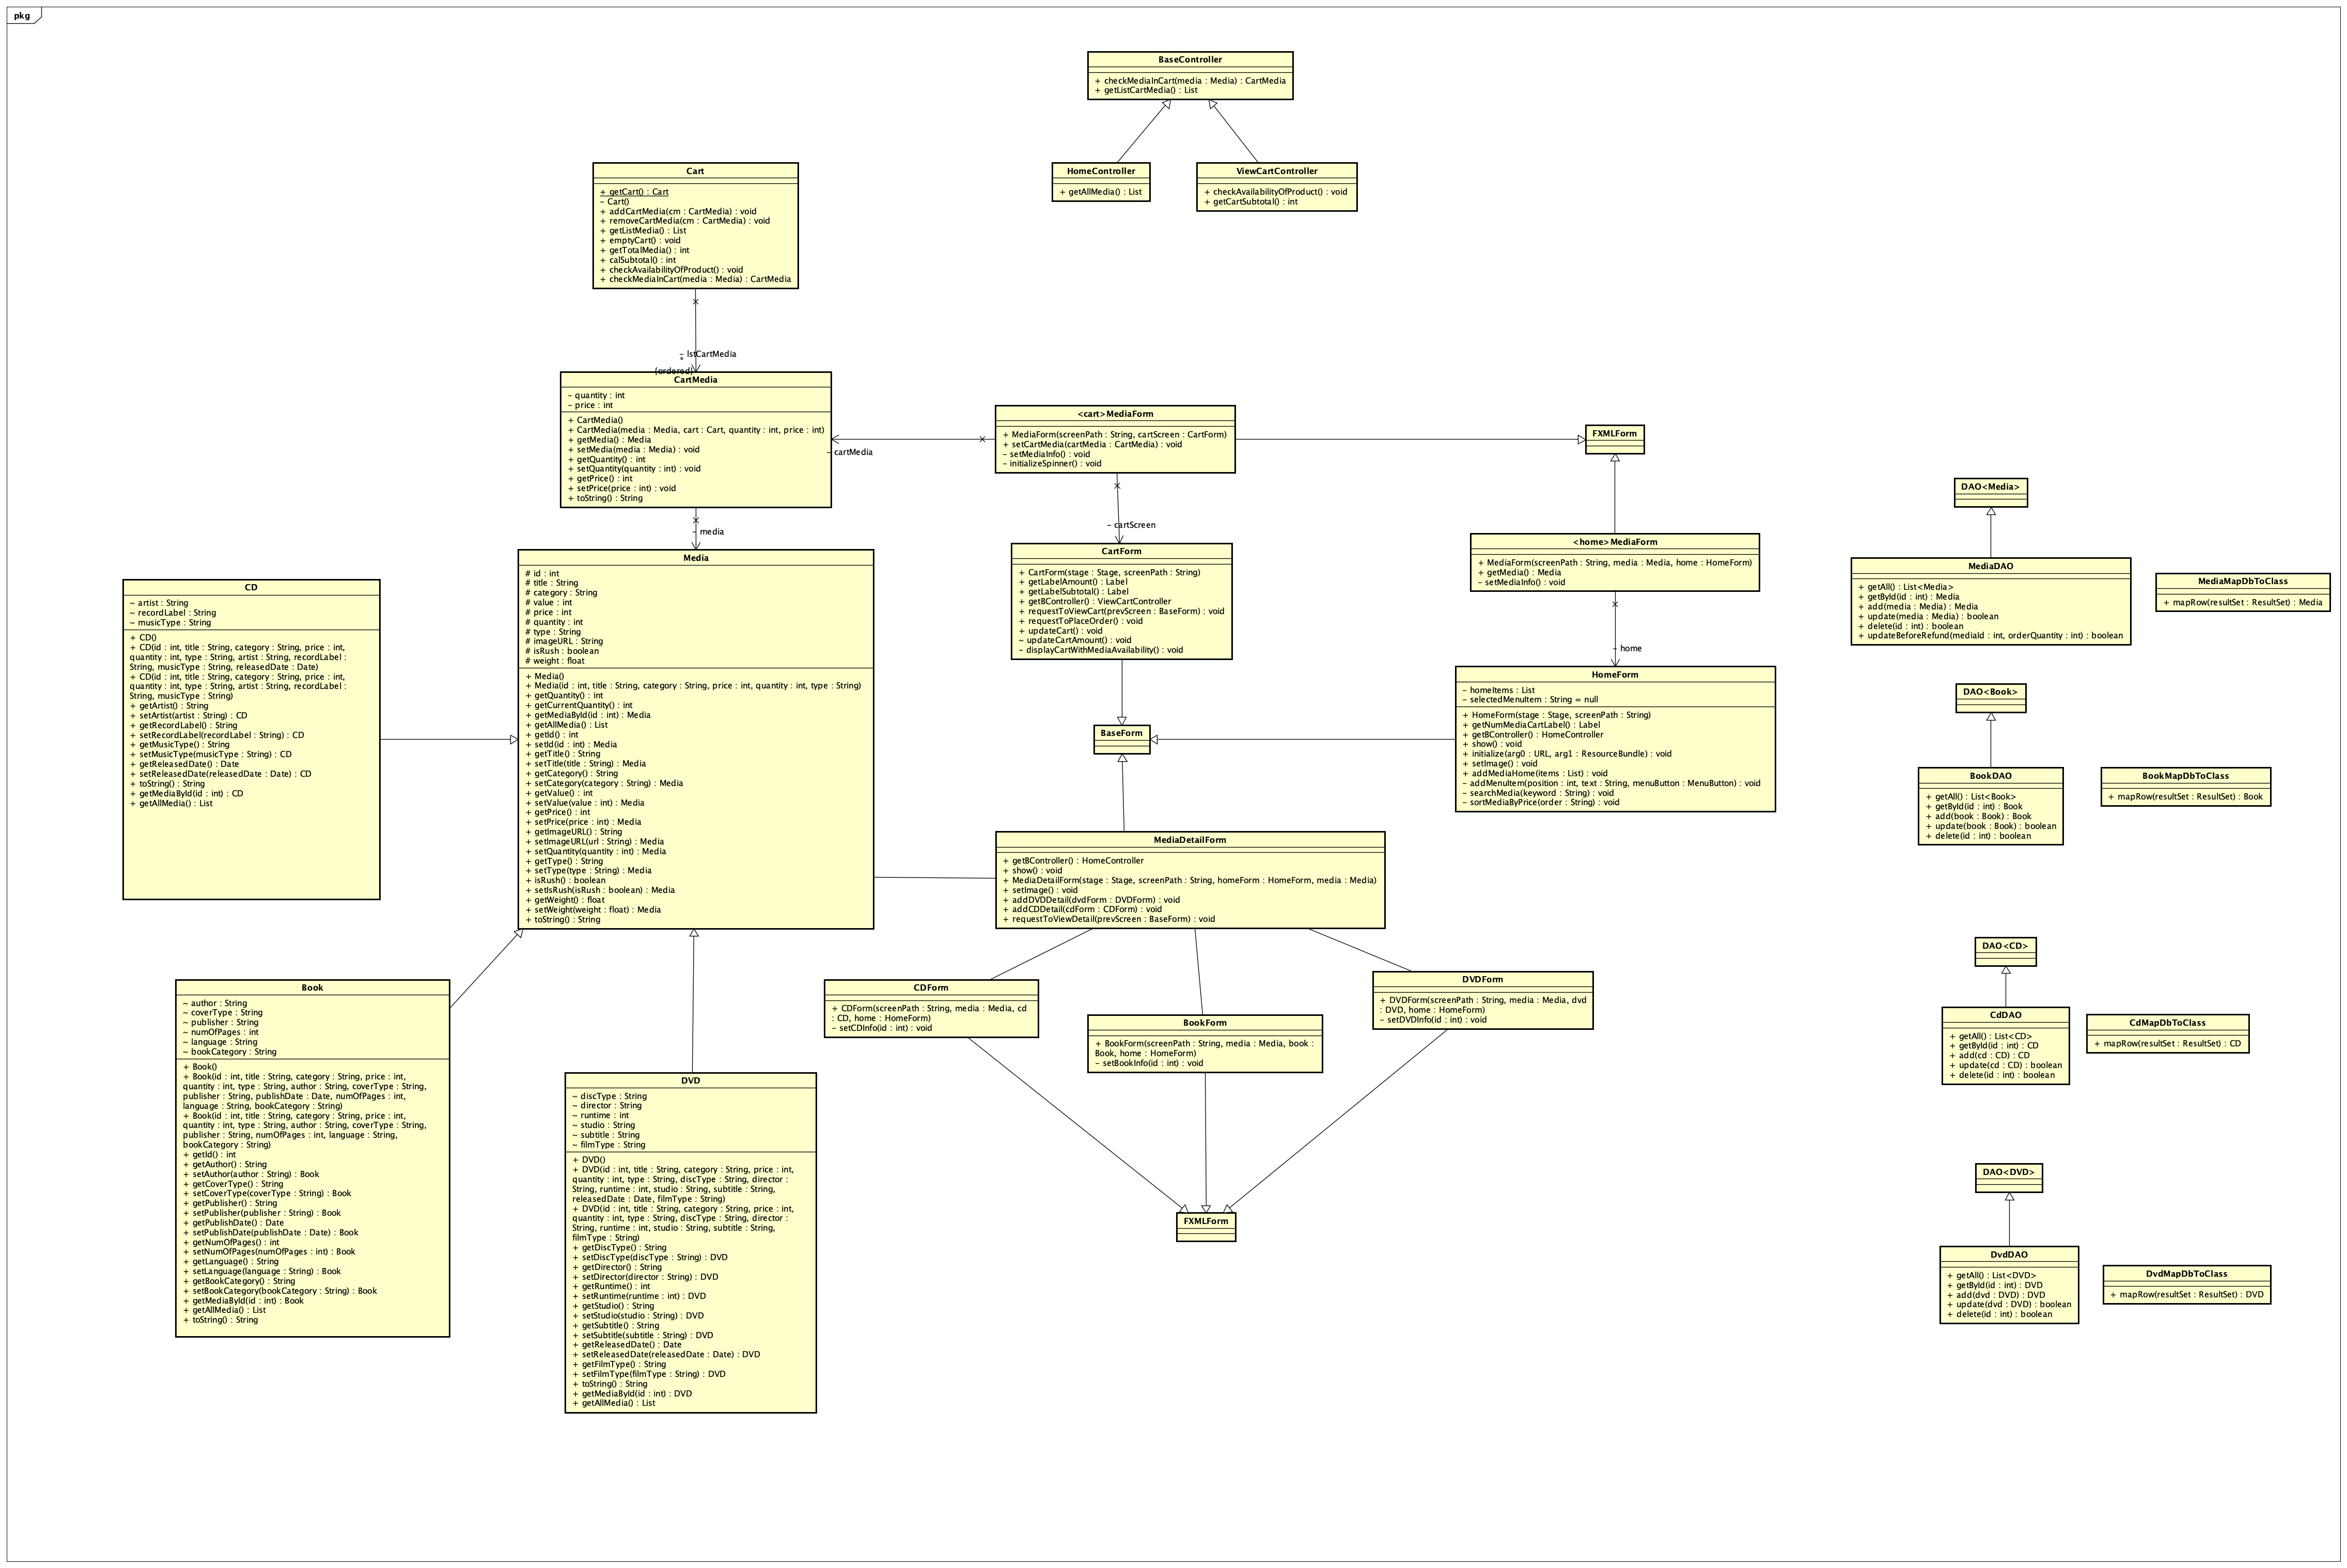 pkg
BaseController
+ checkMediaInCart(media : Media) : CartMedia
+ getListCartMedia() : List
HomeController
+ getAllMedia() : List
ViewCartController
+ checkAvailabilityOfProduct() : void
+ getCartSubtotal() : int
Cart
+ getCart() : Cart
- Cart()
+ addCartMedia(cm : CartMedia) : void
+ removeCartMedia(cm : CartMedia) : void
+ getListMedia() : List
+ emptyCart() : void
+ getTotalMedia() : int
+ calSubtotal() : int
+ checkAvailabilityOfProduct() : void
+ checkMediaInCart(media : Media) : CartMedia
- lstCartMedia
*
{ordered}
CartMedia
- quantity : int
- price : int
+ CartMedia()
+ CartMedia(media : Media, cart : Cart, quantity : int, price : int)
+ getMedia() : Media
+ setMedia(media : Media) : void
+ getQuantity() : int
+ setQuantity(quantity : int) : void
+ getPrice() : int
+ setPrice(price : int) : void
+ toString() : String
- cartMedia
- media
<cart>MediaForm
+ MediaForm(screenPath : String, cartScreen : CartForm)
+ setCartMedia(cartMedia : CartMedia) : void
- setMediaInfo() : void
- initializeSpinner() : void
FXMLForm
- cartScreen
CartForm
+ CartForm(stage : Stage, screenPath : String)
+ getLabelAmount() : Label
+ getLabelSubtotal() : Label
+ getBController() : ViewCartController
+ requestToViewCart(prevScreen : BaseForm) : void
+ requestToPlaceOrder() : void
+ updateCart() : void
~ updateCartAmount() : void
- displayCartWithMediaAvailability() : void
<home>MediaForm
+ MediaForm(screenPath : String, media : Media, home : HomeForm)
+ getMedia() : Media
- setMediaInfo() : void
- home
HomeForm
- homeItems : List
- selectedMenuItem : String = null
+ HomeForm(stage : Stage, screenPath : String)
+ getNumMediaCartLabel() : Label
+ getBController() : HomeController
+ show() : void
+ initialize(arg0 : URL, arg1 : ResourceBundle) : void
+ setImage() : void
+ addMediaHome(items : List) : void
- addMenuItem(position : int, text : String, menuButton : MenuButton) : void
- searchMedia(keyword : String) : void
- sortMediaByPrice(order : String) : void
BaseForm
CD
~ artist : String
~ recordLabel : String
~ musicType : String
+ CD()
+ CD(id : int, title : String, category : String, price : int,
quantity : int, type : String, artist : String, recordLabel :
String, musicType : String, releasedDate : Date)
+ CD(id : int, title : String, category : String, price : int,
quantity : int, type : String, artist : String, recordLabel :
String, musicType : String)
+ getArtist() : String
+ setArtist(artist : String) : CD
+ getRecordLabel() : String
+ setRecordLabel(recordLabel : String) : CD
+ getMusicType() : String
+ setMusicType(musicType : String) : CD
+ getReleasedDate() : Date
+ setReleasedDate(releasedDate : Date) : CD
+ toString() : String
+ getMediaById(id : int) : CD
+ getAllMedia() : List
Media
# id : int
# title : String
# category : String
# value : int
# price : int
# quantity : int
# type : String
# imageURL : String
# isRush : boolean
# weight : float
+ Media()
+ Media(id : int, title : String, category : String, price : int, quantity : int, type : String)
+ getQuantity() : int
+ getCurrentQuantity() : int
+ getMediaById(id : int) : Media
+ getAllMedia() : List
+ getId() : int
+ setId(id : int) : Media
+ getTitle() : String
+ setTitle(title : String) : Media
+ getCategory() : String
+ setCategory(category : String) : Media
+ getValue() : int
+ setValue(value : int) : Media
+ getPrice() : int
+ setPrice(price : int) : Media
+ getImageURL() : String
+ setImageURL(url : String) : Media
+ setQuantity(quantity : int) : Media
+ getType() : String
+ setType(type : String) : Media
+ isRush() : boolean
+ setIsRush(isRush : boolean) : Media
+ getWeight() : float
+ setWeight(weight : float) : Media
+ toString() : String
MediaDetailForm
+ getBController() : HomeController
+ show() : void
+ MediaDetailForm(stage : Stage, screenPath : String, homeForm : HomeForm, media : Media)
+ setImage() : void
+ addDVDDetail(dvdForm : DVDForm) : void
+ addCDDetail(cdForm : CDForm) : void
+ requestToViewDetail(prevScreen : BaseForm) : void
CDForm
+ CDForm(screenPath : String, media : Media, cd
: CD, home : HomeForm)
- setCDInfo(id : int) : void
BookForm
+ BookForm(screenPath : String, media : Media, book :
Book, home : HomeForm)
- setBookInfo(id : int) : void
DVDForm
+ DVDForm(screenPath : String, media : Media, dvd
: DVD, home : HomeForm)
- setDVDInfo(id : int) : void
FXMLForm
Book
~ author : String
~ coverType : String
~ publisher : String
~ numOfPages : int
~ language : String
~ bookCategory : String
+ Book()
+ Book(id : int, title : String, category : String, price : int,
quantity : int, type : String, author : String, coverType : String,
publisher : String, publishDate : Date, numOfPages : int,
language : String, bookCategory : String)
+ Book(id : int, title : String, category : String, price : int,
quantity : int, type : String, author : String, coverType : String,
publisher : String, numOfPages : int, language : String,
bookCategory : String)
+ getId() : int
+ getAuthor() : String
+ setAuthor(author : String) : Book
+ getCoverType() : String
+ setCoverType(coverType : String) : Book
+ getPublisher() : String
+ setPublisher(publisher : String) : Book
+ getPublishDate() : Date
+ setPublishDate(publishDate : Date) : Book
+ getNumOfPages() : int
+ setNumOfPages(numOfPages : int) : Book
+ getLanguage() : String
+ setLanguage(language : String) : Book
+ getBookCategory() : String
+ setBookCategory(bookCategory : String) : Book
+ getMediaById(id : int) : Book
+ getAllMedia() : List
+ toString() : String
DVD
~ discType : String
~ director : String
~ runtime : int
~ studio : String
~ subtitle : String
~ filmType : String
+ DVD()
+ DVD(id : int, title : String, category : String, price : int,
quantity : int, type : String, discType : String, director :
String, runtime : int, studio : String, subtitle : String,
releasedDate : Date, filmType : String)
+ DVD(id : int, title : String, category : String, price : int,
quantity : int, type : String, discType : String, director :
String, runtime : int, studio : String, subtitle : String,
filmType : String)
+ getDiscType() : String
+ setDiscType(discType : String) : DVD
+ getDirector() : String
+ setDirector(director : String) : DVD
+ getRuntime() : int
+ setRuntime(runtime : int) : DVD
+ getStudio() : String
+ setStudio(studio : String) : DVD
+ getSubtitle() : String
+ setSubtitle(subtitle : String) : DVD
+ getReleasedDate() : Date
+ setReleasedDate(releasedDate : Date) : DVD
+ getFilmType() : String
+ setFilmType(filmType : String) : DVD
+ toString() : String
+ getMediaById(id : int) : DVD
+ getAllMedia() : List
DAO<Media>
MediaDAO
+ getAll() : List<Media>
+ getById(id : int) : Media
+ add(media : Media) : Media
+ update(media : Media) : boolean
+ delete(id : int) : boolean
+ updateBeforeRefund(mediaId : int, orderQuantity : int) : boolean
MediaMapDbToClass
+ mapRow(resultSet : ResultSet) : Media
DAO<Book>
BookDAO
+ getAll() : List<Book>
+ getById(id : int) : Book
+ add(book : Book) : Book
+ update(book : Book) : boolean
+ delete(id : int) : boolean
BookMapDbToClass
+ mapRow(resultSet : ResultSet) : Book
DAO<CD>
CdDAO
+ getAll() : List<CD>
+ getById(id : int) : CD
+ add(cd : CD) : CD
+ update(cd : CD) : boolean
+ delete(id : int) : boolean
CdMapDbToClass
+ mapRow(resultSet : ResultSet) : CD
DAO<DVD>
DvdDAO
+ getAll() : List<DVD>
+ getById(id : int) : DVD
+ add(dvd : DVD) : DVD
+ update(dvd : DVD) : boolean
+ delete(id : int) : boolean
DvdMapDbToClass
+ mapRow(resultSet : ResultSet) : DVD